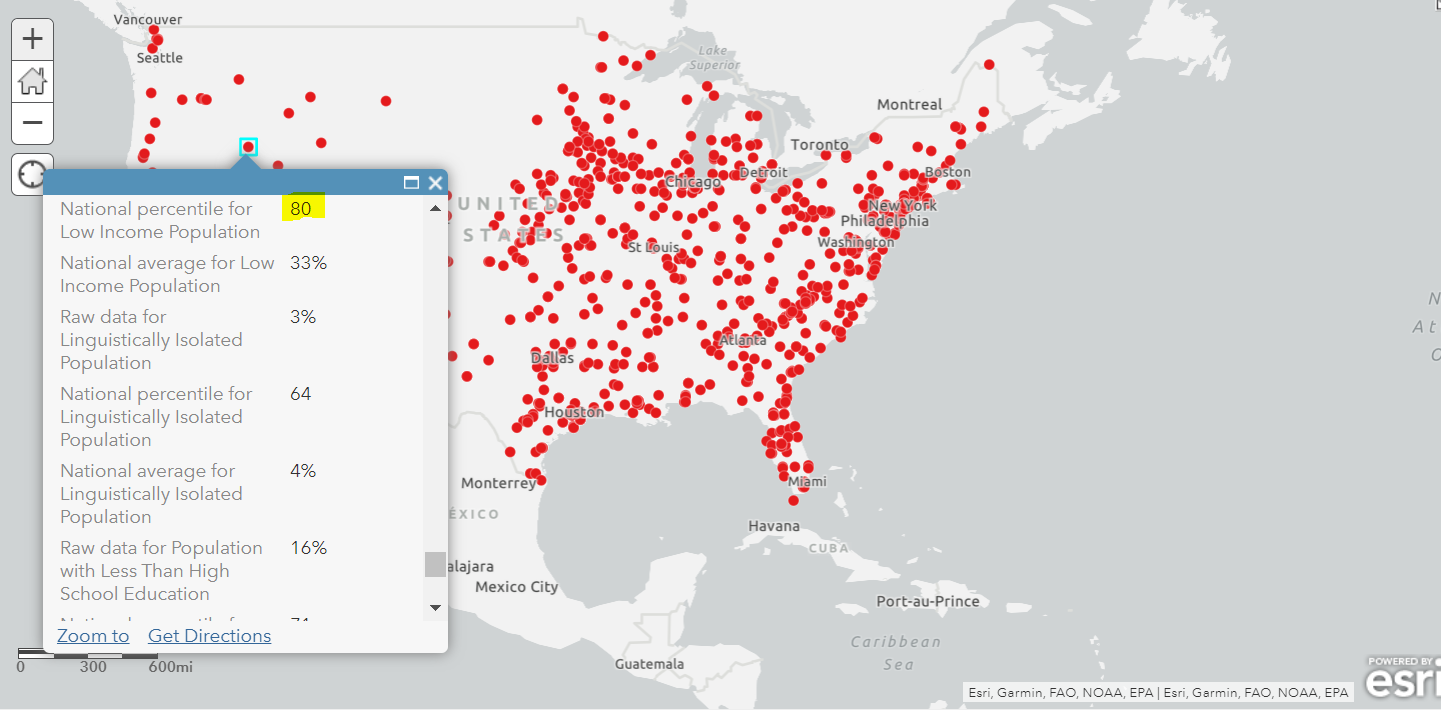 Vancouver
Seattle
Lake
Superior
Montreal
Toronto
Boston
Detroit
Chicago
New York
Philadelphia
UNITED
STATES
Washington
St Louis
Atlanta
Dallas
Houston
Monterrey
Miami
ÉXICO
Havana
CUBA
alajara
Mexico City
Port-au-Prince
Caribbean
Sea
Guatemala
N
At
O
National percentile for 80
Low Income Population
National average for Low 33%
Income Population
Raw data for 3%
Linguistically Isolated
Population
National percentile for 64
Linguistically Isolated
Population
National average for 4%
Linguistically Isolated
Population
Raw data for Population 16%
with Less Than High
School Education
Zoom to Get Directions
0 300 600mi
Esri, Garmin, FAO, NOAA, EPA | Esri, Garmin, FAO, NOAA, EPA
POWERED BY
esri